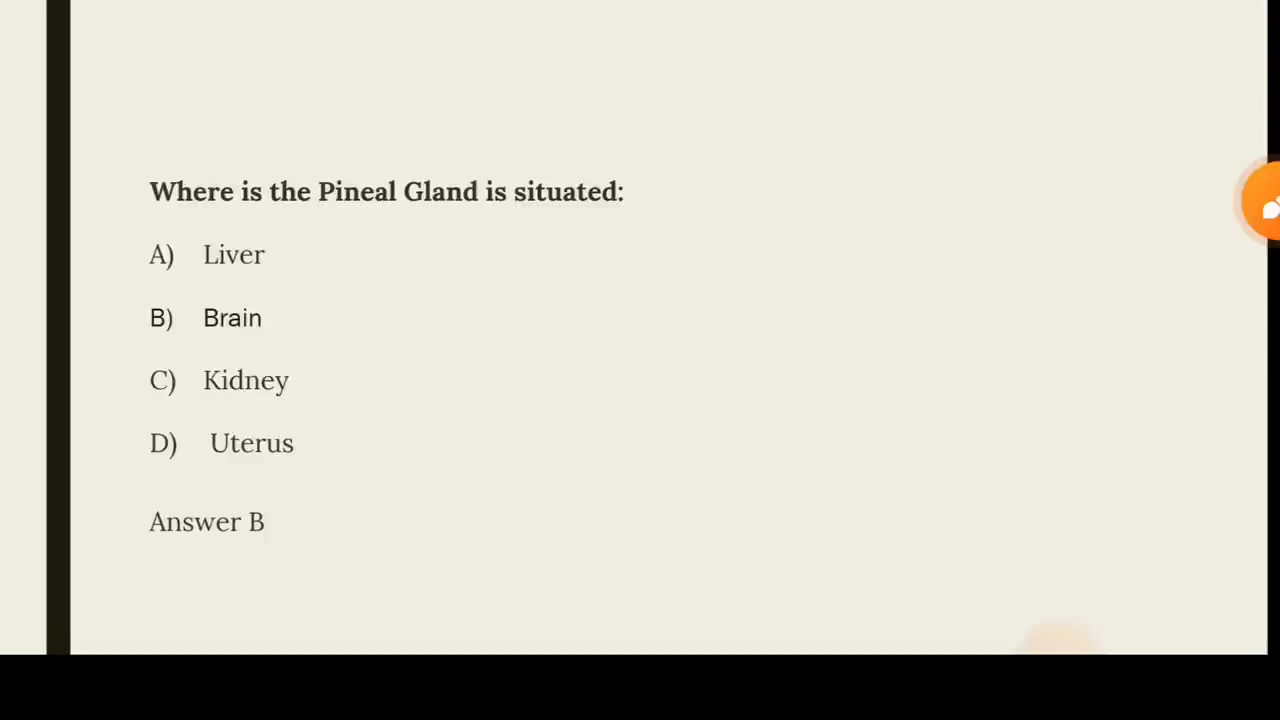 Where is the Pineal Gland is situated:
A) Liver
B) Brain
C) Kidney
D) Uterus
Answer B